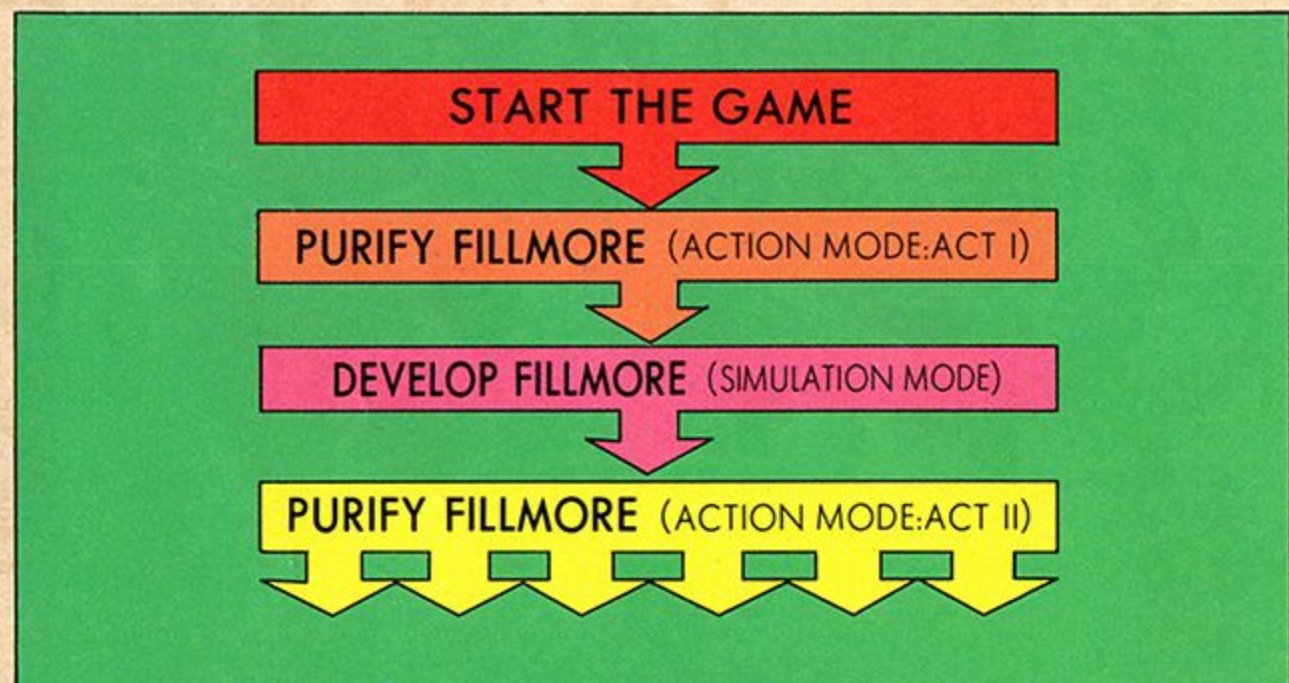 START THE GAME
PURIFY FILLMORE (ACTION MODE:ACT I)
DEVELOP FILLMORE (SIMULATION MODE)
PURIFY FILLMORE (ACTION MODE:ACT II)